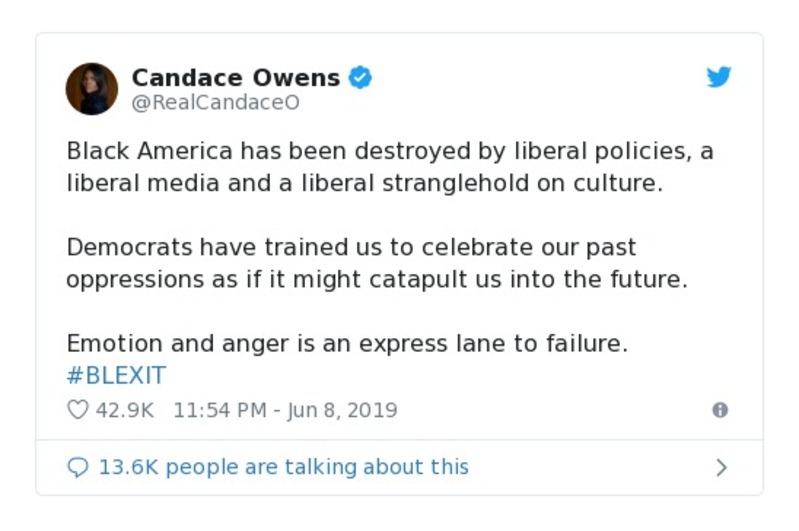 Candace Owens
@RealCandaceO
Black America has been destroyed by liberal policies, a
liberal media and a liberal stranglehold on culture.
Democrats have trained us to celebrate our past
oppressions as if it might catapult us into the future.
Emotion and anger is an express lane to failure.
#BLEXIT
42.9K 11:54 PM - Jun 8, 2019
13.6K people are talking about this